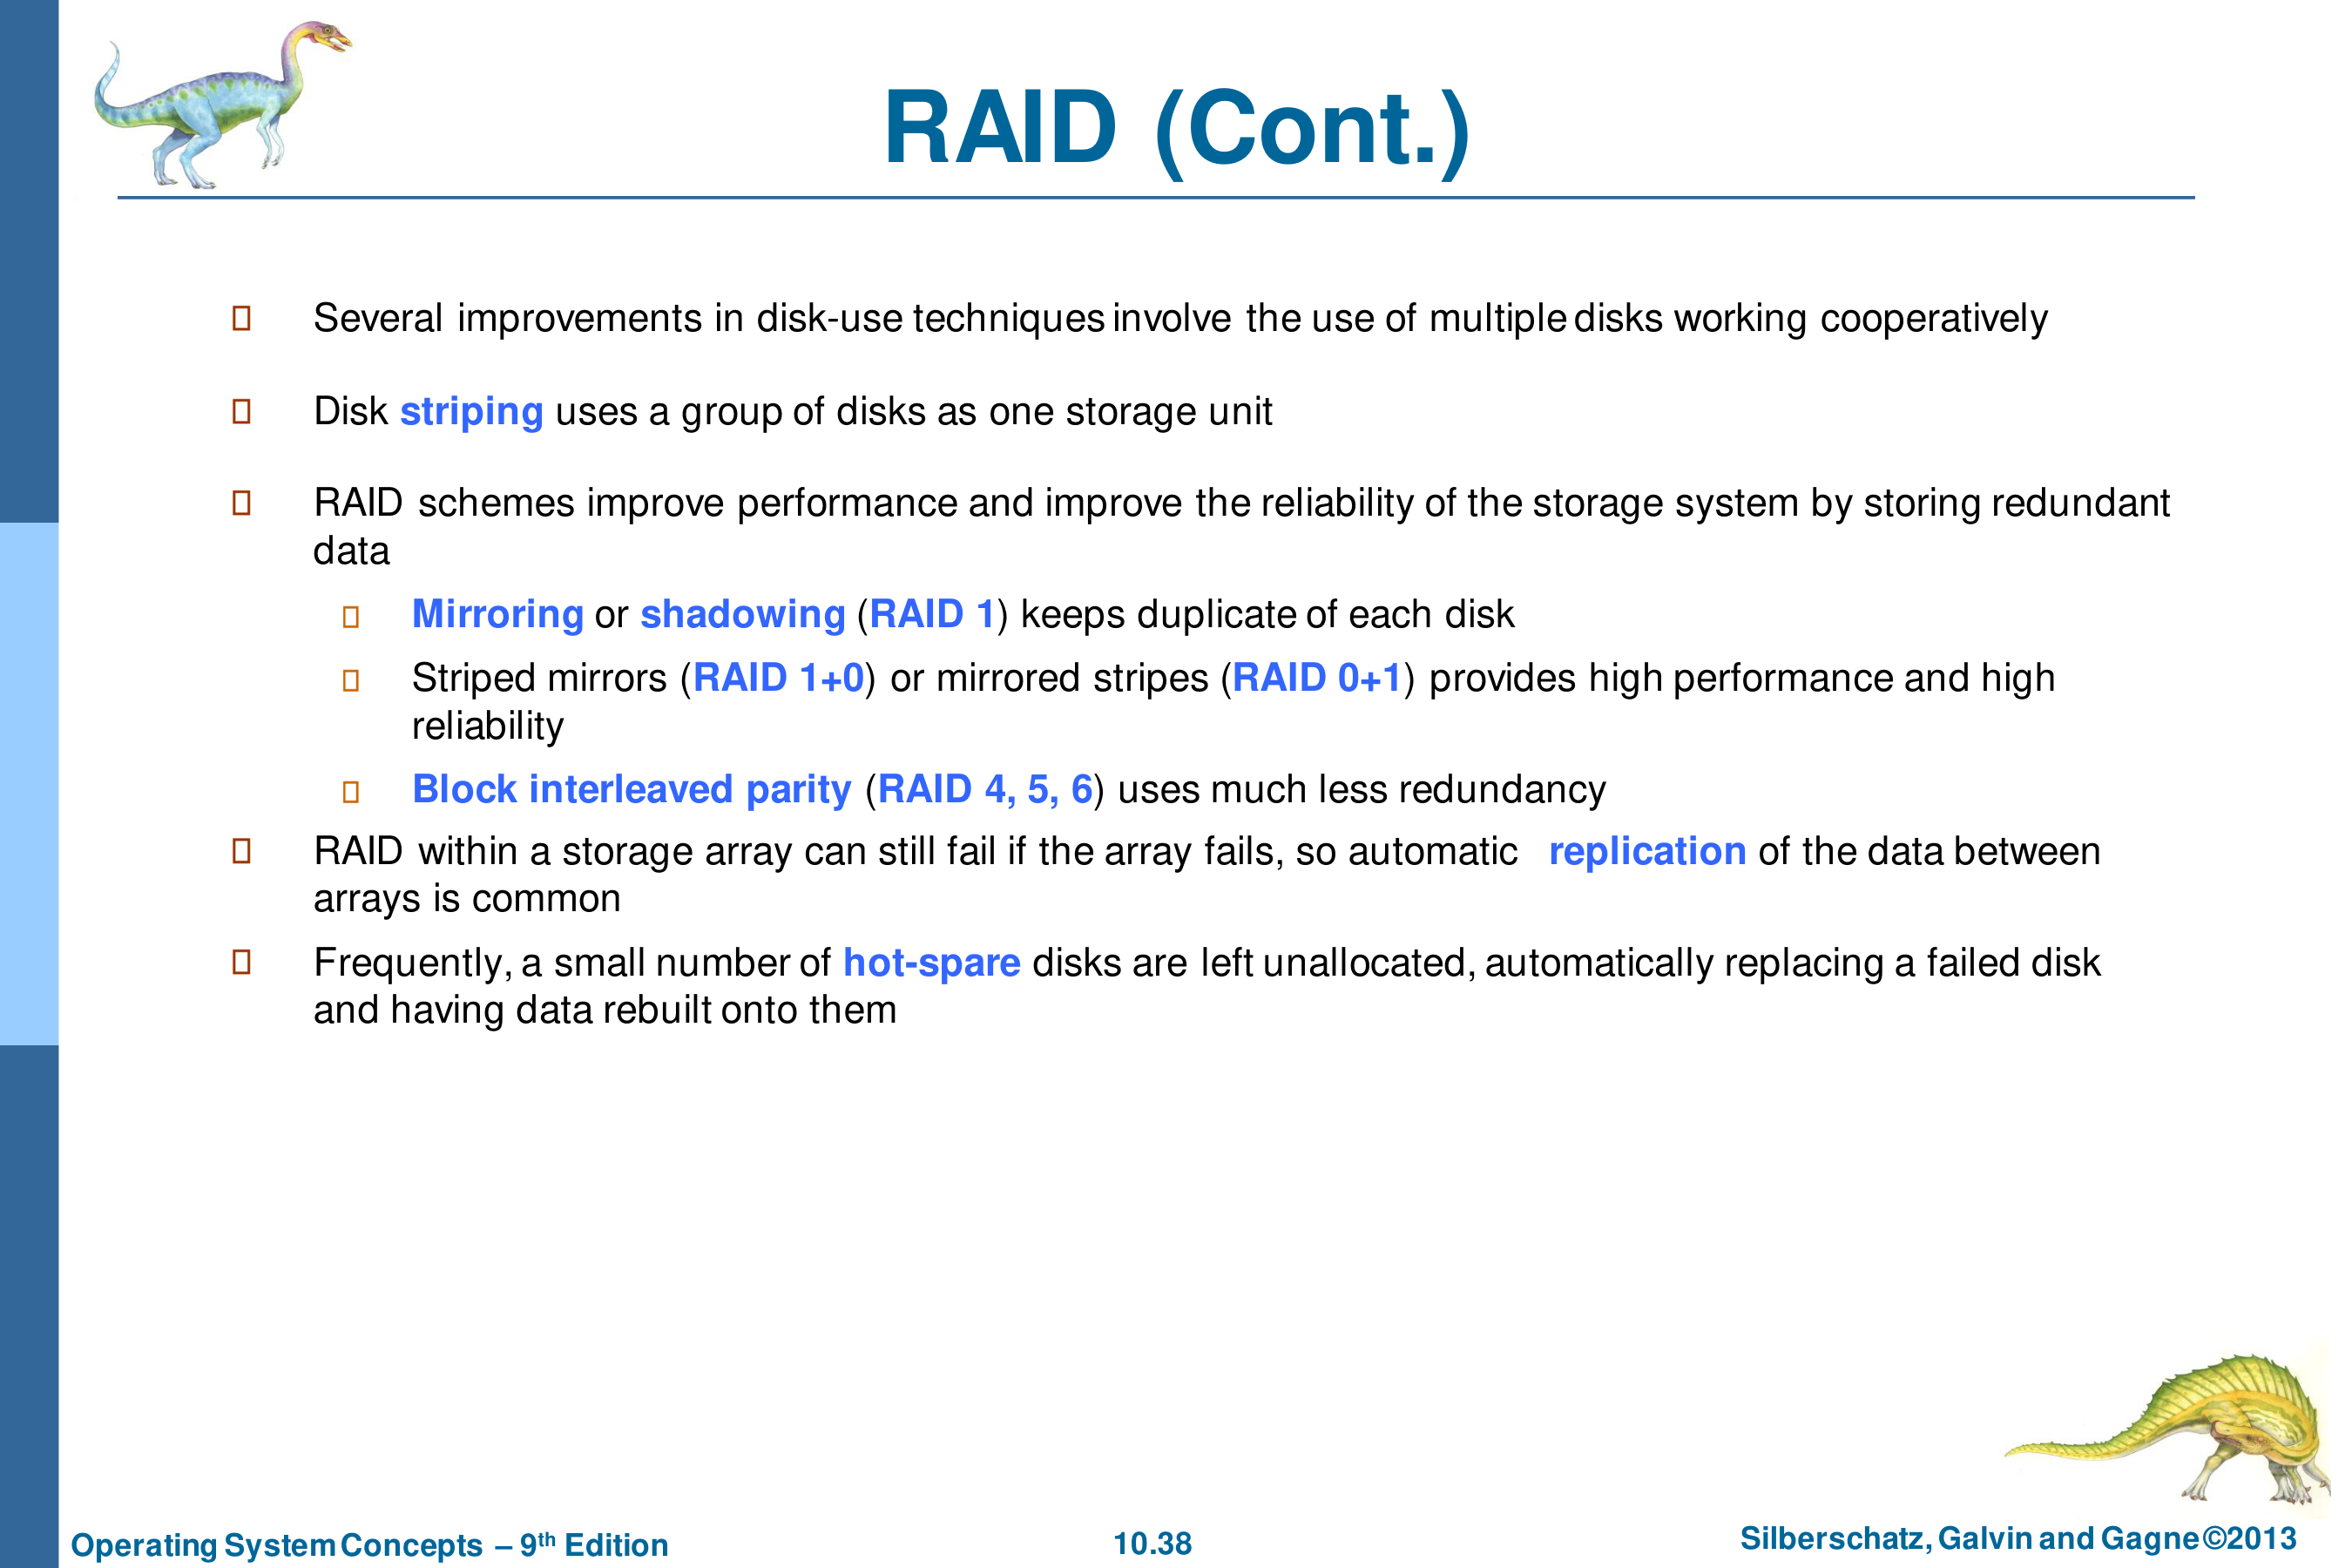 RAID (Cont.)
Several improvements in disk-use techniques involve the use of multiple disks working cooperatively
Disk striping uses a group of disks as one storage unit
RAID schemes improve performance and improve the reliability of the storage system by storing redundant
data
Mirroring or shadowing (RAID 1) keeps duplicate of each disk
Striped mirrors (RAID 1+0) or mirrored stripes (RAID 0+1) provides high performance and high
reliability
Block interleaved parity (RAID 4, 5, 6) uses much less redundancy
RAID within a storage array can still fail if the array fails, so automatic replication of the data between
arrays is common
Frequently, a small number of hot-spare disks are left unallocated, automatically replacing a failed disk
and having data rebuilt onto them
Operating System Concepts – 9th Edition
10.38
Silberschatz, Galvin and Gagne ©2013